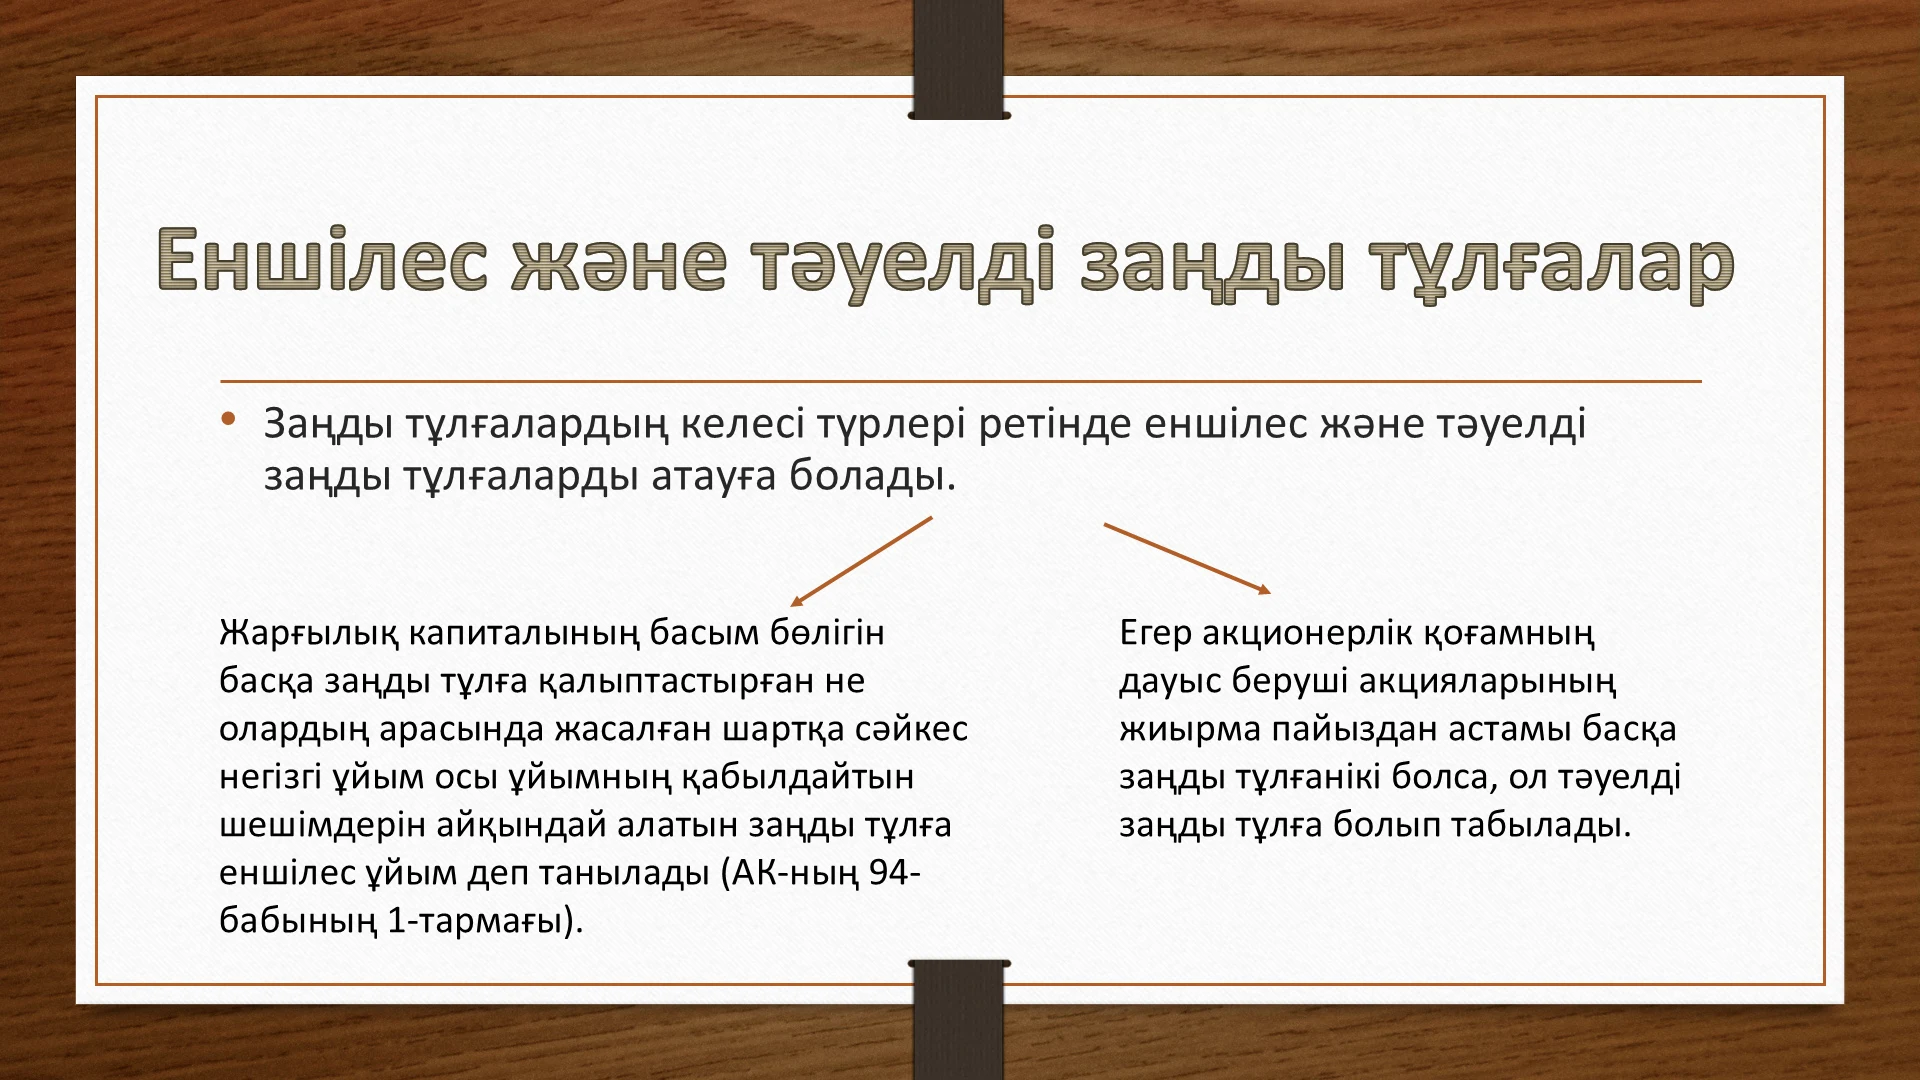 Еншілес және тәуелді заңды тұлғалар
• Заңды тұлғалардың келесі түрлері ретінде еншілес және тәуелді
заңды тұлғаларды атауға болады.
Жарғылық капиталының басым бөлігін
басқа заңды тұлға қалыптастырған не
олардың арасында жасалған шартқа сәйкес
негізгі ұйым осы ұйымның қабылдайтын
шешімдерін айқындай алатын заңды тұлға
еншілес ұйым деп танылады (АК-ның 94-
бабының 1-тармағы).
Егер акционерлік қоғамның
дауыс беруші акцияларының
жиырма пайыздан астамы басқа
заңды тұлғанікі болса, ол тәуелді
заңды тұлға болып табылады.